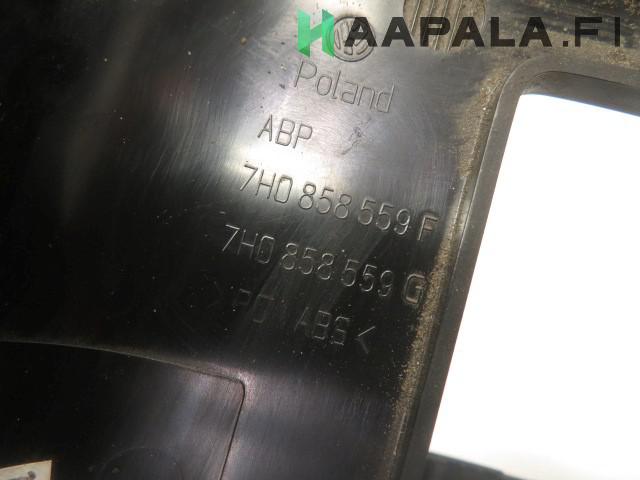 HAAPALA.FI
Poland
ABP
7H0 858 559 F
7H0 858 559 G
>PC ABS<